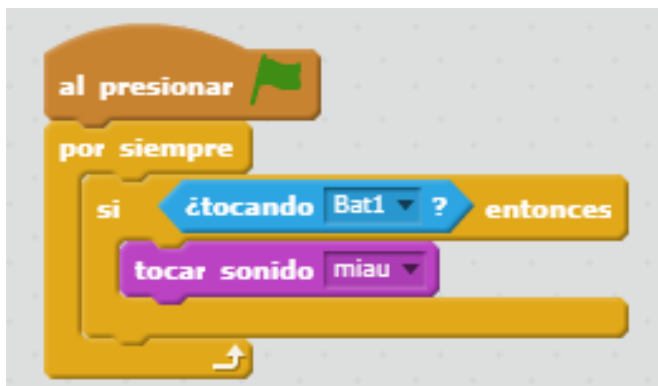 al presionar
por siempre
si ¿tocando Bat1 ? entonces
tocar sonido miau